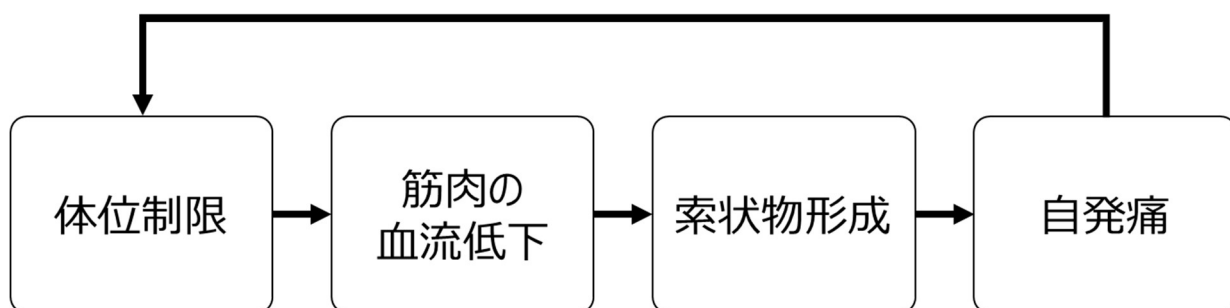 体位制限
筋肉の
血流低下
索状物形成
自発痛